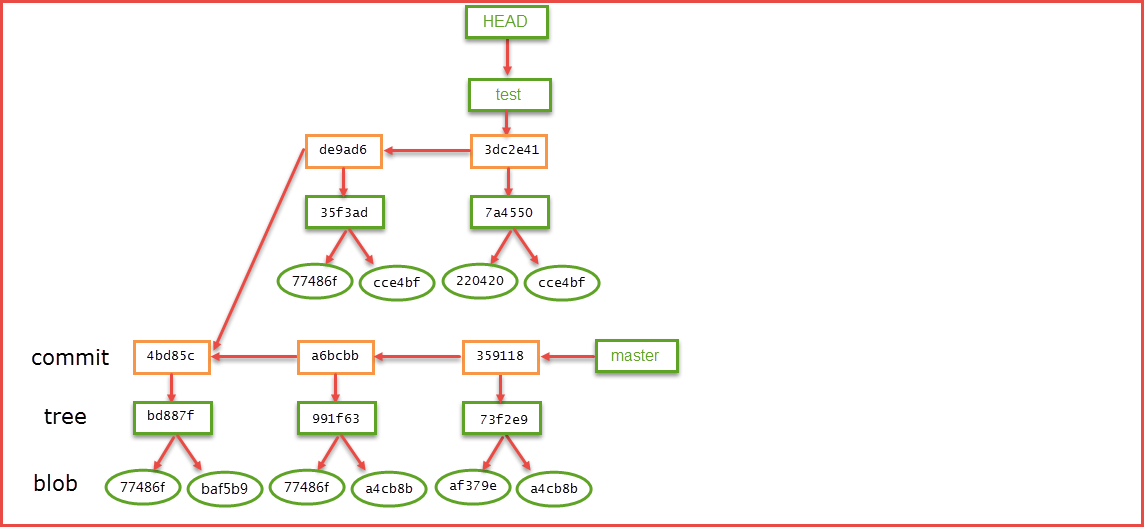 HEAD
test
de9ad6 3dc2e41
35f3ad 7a4550
77486f cce4bf 220420 cce4bf
commit 4bd85c a6bcbb 359118 master
tree bd887f 991f63 73f2e9
blob 77486f baf5b9 77486f a4cb8b af379e a4cb8b